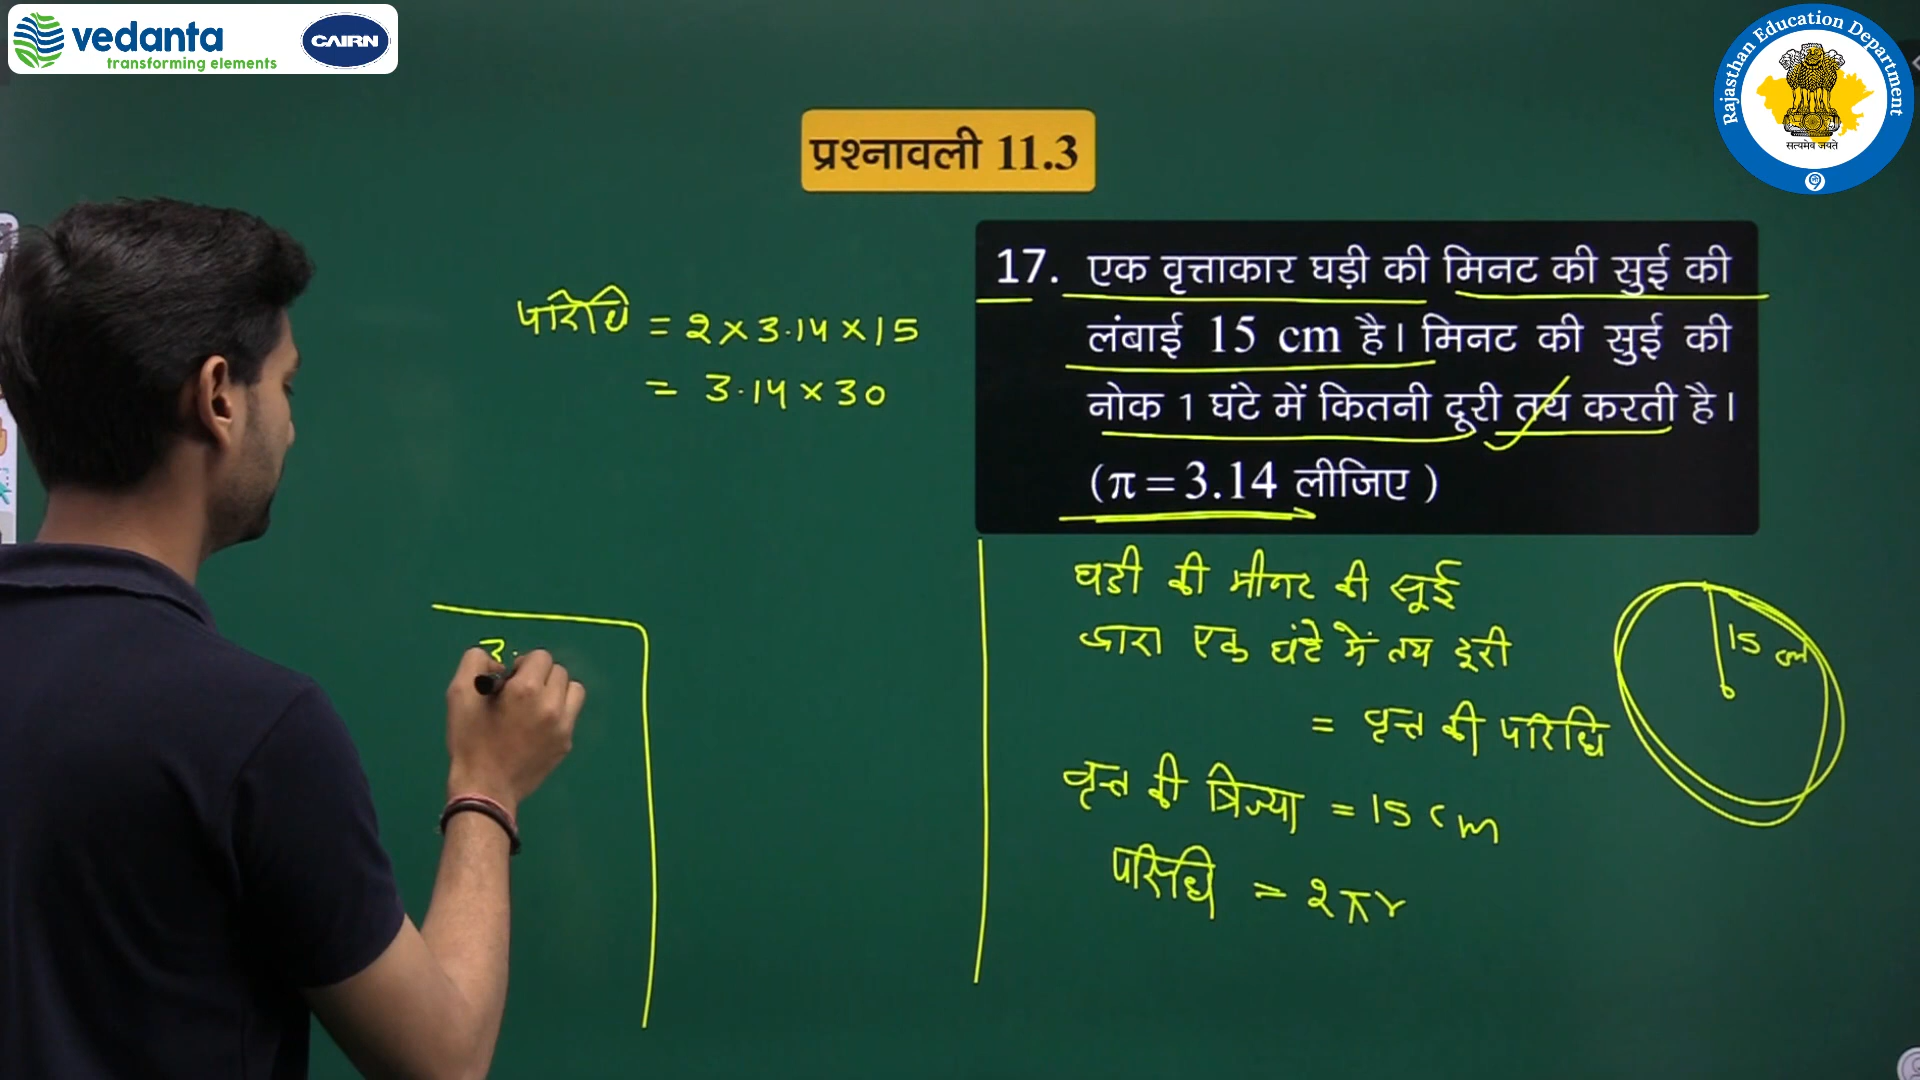 vedanta
transforming elements
CAIRN
Rajasthan Education Department
सत्यमेव जयते
प्रश्नावली 11.3
17. एक वृत्ताकार घड़ी की मिनट की सुई की
लंबाई 15 cm है। मिनट की सुई की
नोक 1 घंटे में कितनी दूरी तय करती है।
(π = 3.14 लीजिए )
परिधि = 2 × 3.14 × 15
= 3.14 × 30
3.
घडी की मीनट की सूई
द्वारा एक घंटे में तय दूरी
= वृत्त की परिधि
वृत्त की त्रिज्या = 15 cm
परिधि = 2πr
15 cm